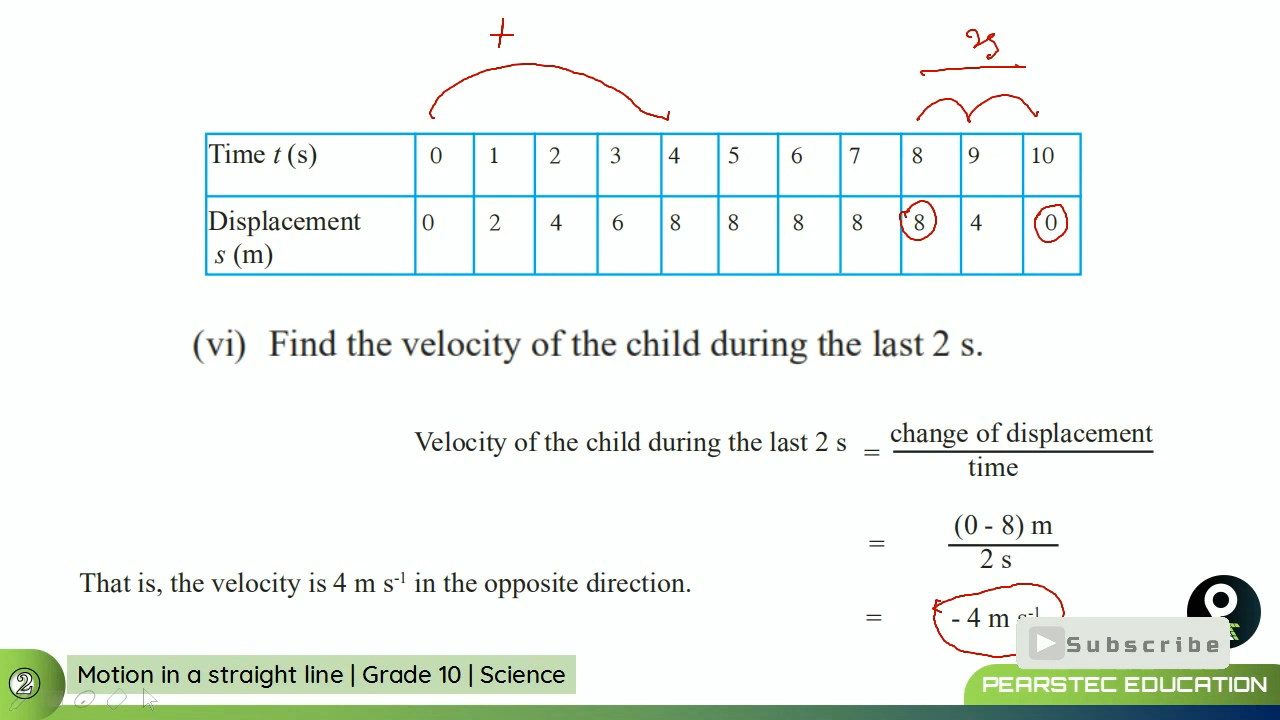 +
2s
Time t (s) 0 1 2 3 4 5 6 7 8 9 10
Displacement s (m) 0 2 4 6 8 8 8 8 8 4 0
(vi) Find the velocity of the child during the last 2 s.
Velocity of the child during the last 2 s = change of displacement
time
= (0 - 8) m
2 s
That is, the velocity is 4 m s⁻¹ in the opposite direction.
= - 4 m s⁻¹
Subscribe
2 Motion in a straight line | Grade 10 | Science
PEARSTEC EDUCATION